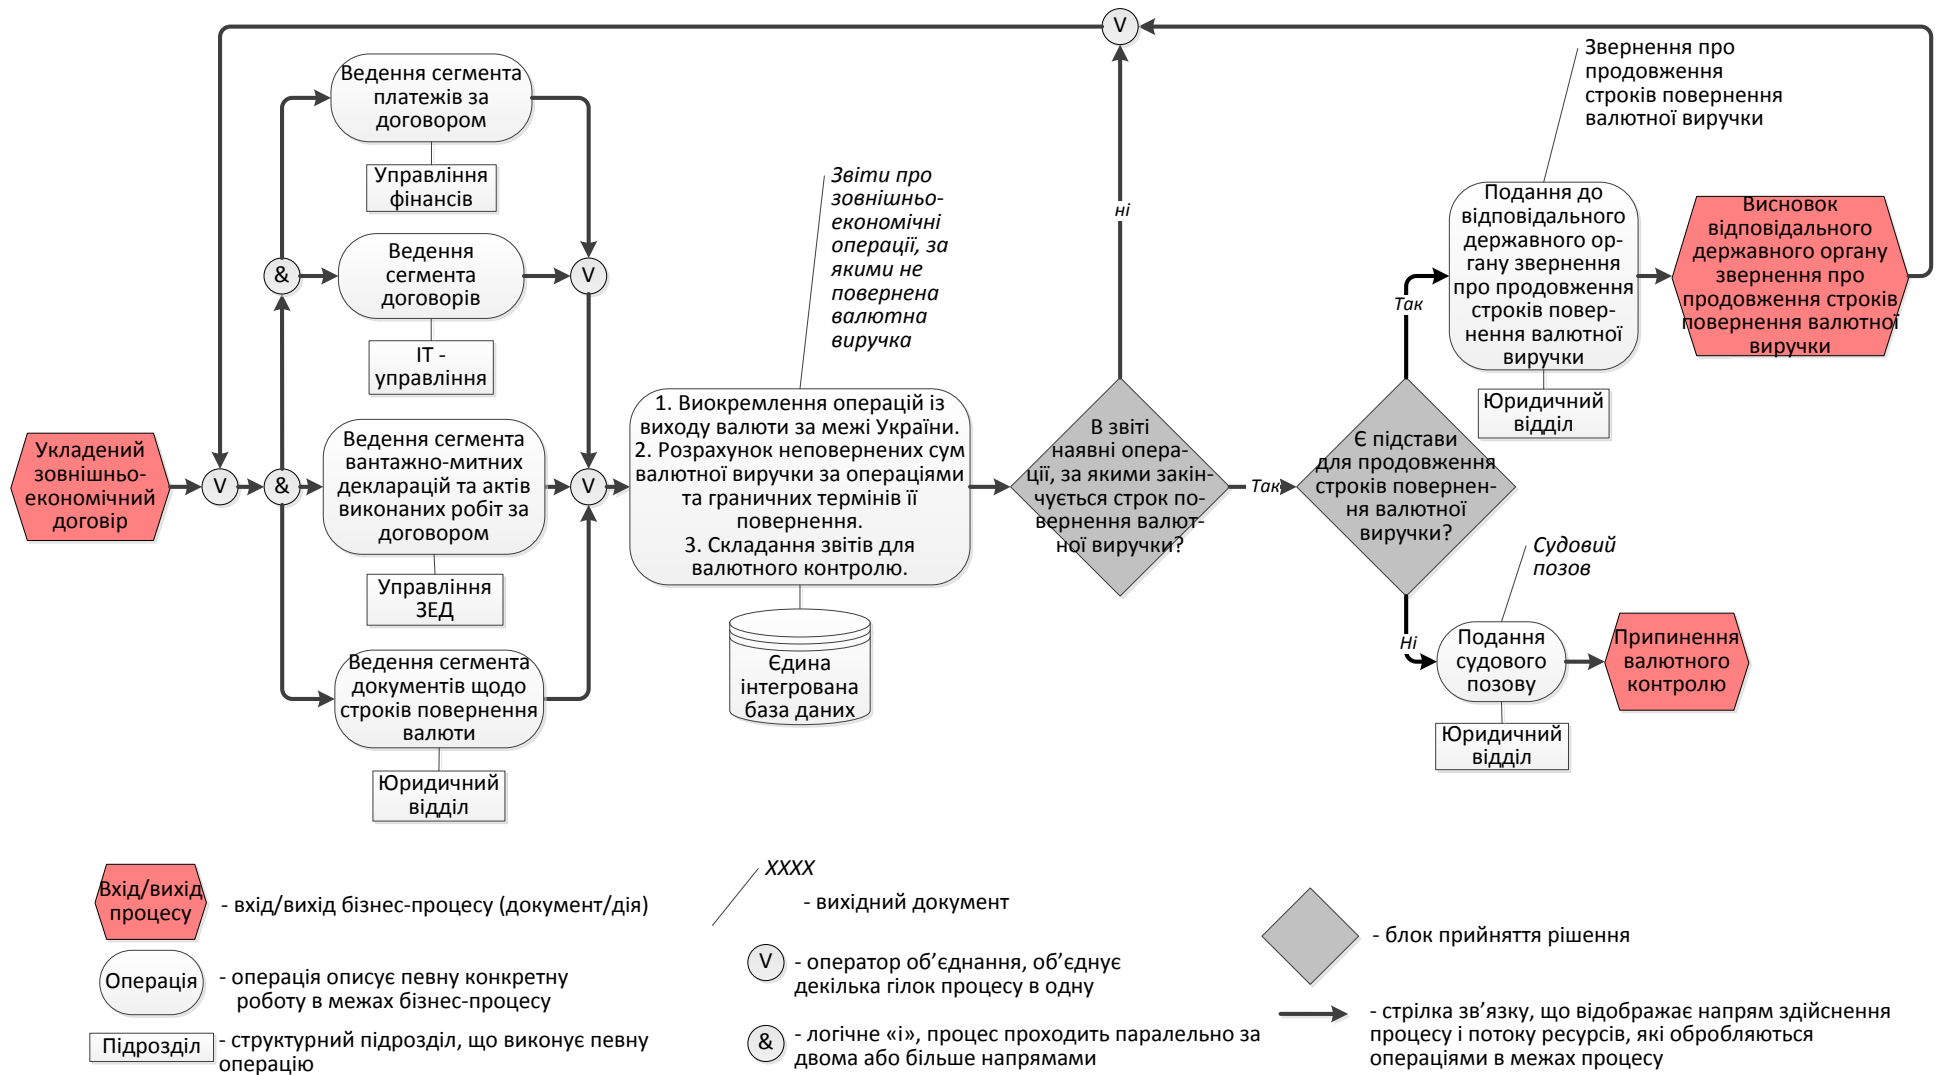 V
Звернення про
продовження
строків повернення
валютної виручки
Ведення сегмента
платежів за
договором
Управління
фінансів
Звіти про
зовнішньо-
економічні
операції, за
якими не
повернена
валютна
виручка
ні
Подання до
відповідального
державного ор-
гану звернення
про продовження
строків повер-
нення валютної
виручки
Висновок
відповідального
державного органу
звернення про
продовження строків
повернення валютної
виручки
&
Ведення
сегмента
договорів
V
Так
ІТ -
управління
Юридичний
відділ
Укладений
зовнішньо-
економічний
договір
V
&
Ведення сегмента
вантажно-митних
декларацій та актів
виконаних робіт за
договором
V
1. Виокремлення операцій із
виходу валюти за межі України.
2. Розрахунок неповернених сум
валютної виручки за операціями
та граничних термінів її
повернення.
3. Складання звітів для
валютного контролю.
В звіті
наявні опера-
ції, за якими закін-
чується строк по-
вернення валют-
ної виручки?
Так
Є підстави
для продовження
строків повернен-
ня валютної
виручки?
Управління
ЗЕД
Судовий
позов
Ведення сегмента
документів щодо
строків повернення
валюти
Єдина
інтегрована
база даних
Ні
Подання
судового
позову
Припинення
валютного
контролю
Юридичний
відділ
Юридичний
відділ
Вхід/вихід
процесу
- вхід/вихід бізнес-процесу (документ/дія)
Операція
- операція описує певну конкретну
роботу в межах бізнес-процесу
Підрозділ
- структурний підрозділ, що виконує певну
операцію
XXXX
- вихідний документ
V
- оператор об’єднання, об’єднує
декілька гілок процесу в одну
&
- логічне «і», процес проходить паралельно за
двома або більше напрямами
- блок прийняття рішення
- стрілка зв’язку, що відображає напрям здійснення
процесу і потоку ресурсів, які обробляються
операціями в межах процесу